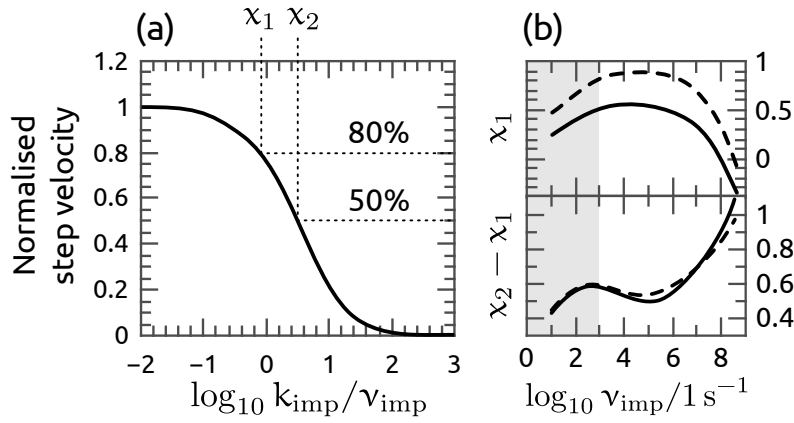 (a)
χ1
χ2
(b)
Normalised
step velocity
1.2
1
0.8
0.6
0.4
0.2
0
80%
50%
−2
−1
0
1
2
3
log10 kimp/νimp
χ1
1
0.5
0
χ2 − χ1
1
0.8
0.6
0.4
0
2
4
6
8
log10 νimp/1 s−1